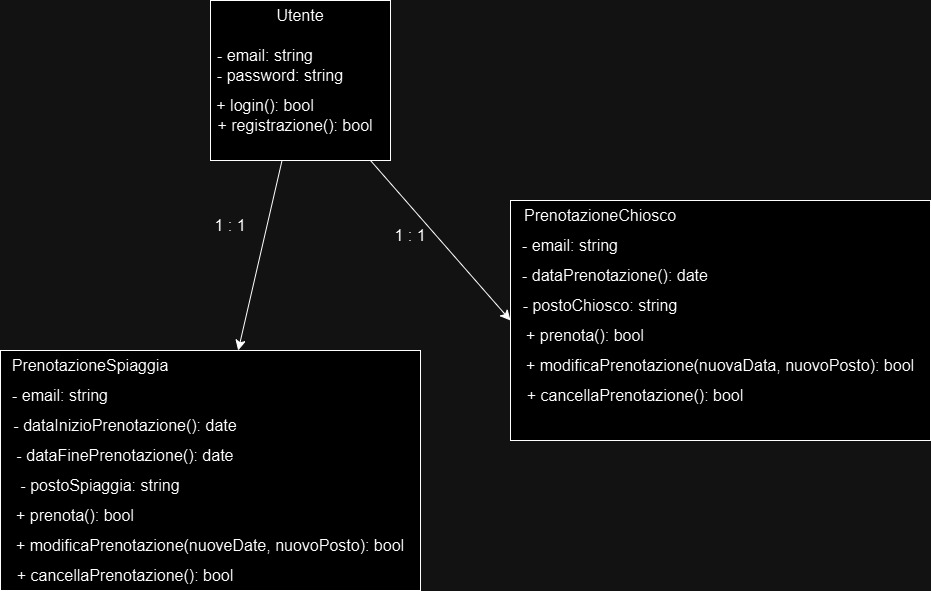 Utente
- email: string
- password: string
+ login(): bool
+ registrazione(): bool
1 : 1
1 : 1
PrenotazioneChiosco
- email: string
- dataPrenotazione(): date
- postoChiosco: string
+ prenota(): bool
+ modificaPrenotazione(nuovaData, nuovoPosto): bool
+ cancellaPrenotazione(): bool
PrenotazioneSpiaggia
- email: string
- dataInizioPrenotazione(): date
- dataFinePrenotazione(): date
- postoSpiaggia: string
+ prenota(): bool
+ modificaPrenotazione(nuoveDate, nuovoPosto): bool
+ cancellaPrenotazione(): bool